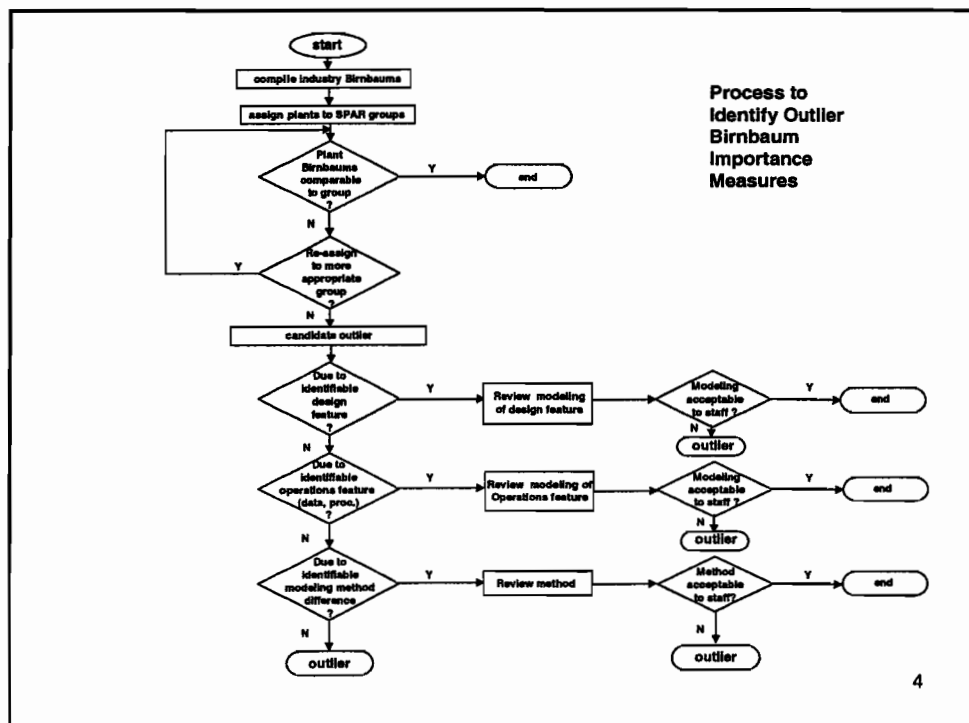 start
compile industry Birnbaums
assign plants to SPAR groups
Process to
Identify Outlier
Birnbaum
Importance
Measures
Plant
Birnbaums
comparable
to group
?
Y
end
N
Re-assign
to more
appropriate
group
?
Y
N
candidate outlier
Due to
identifiable
design
feature
?
Y
Review modeling
of design feature
Modeling
acceptable
to staff ?
Y
end
N
outlier
N
Due to
identifiable
operations feature
(data, proc.)
?
Y
Review modeling of
Operations feature
Modeling
acceptable
to staff ?
Y
end
N
outlier
N
Due to
identifiable
modeling method
difference
?
Y
Review method
Method
acceptable
to staff?
Y
end
N
outlier
N
outlier
4